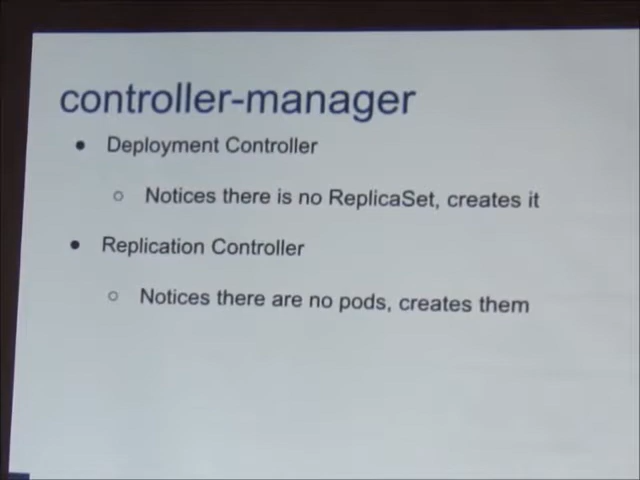 controller-manager
● Deployment Controller
○ Notices there is no ReplicaSet, creates it
● Replication Controller
○ Notices there are no pods, creates them